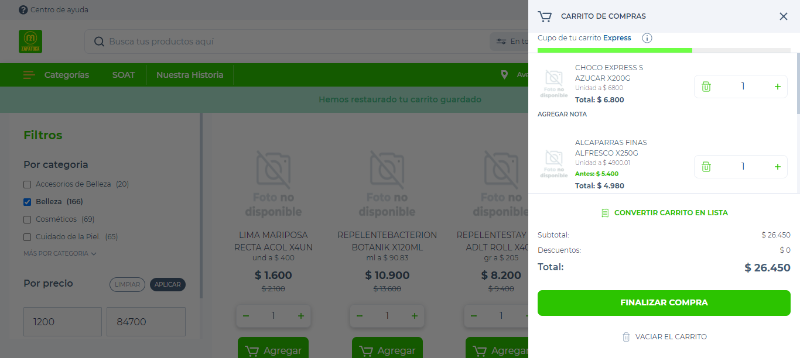 Centro de ayuda
Busca tus productos aquí
En to
Categorías
SOAT
Nuestra Historia
Ave
Hemos restaurado tu carrito guardado
Filtros
Por categoría
Accesorios de Belleza (20)
Belleza (166)
Cosméticos (69)
Cuidado de la Piel (65)
MÁS POR CATEGORIA
Por precio
LIMPIAR
APLICAR
1200
84700
Foto no disponible
LIMA MARIPOSA
RECTA ACOL X4UN
und a $ 400
$ 1.600
$ 2.100
1
Agregar
Foto no disponible
REPELENTEBACTERION
BOTANIK X120ML
ml a $ 90.83
$ 10.900
$ 13.600
1
Agregar
Foto no
disponible
REPELENTESTAY
ADLT ROLL X40
gr a $ 205
$ 8.200
$ 9.400
1
Agregar
CARRITO DE COMPRAS
Cupo de tu carrito Express
Foto no
disponible
CHOCO EXPRESS S
AZUCAR X200G
Unidad a $ 6800
Total: $ 6.800
1
AGREGAR NOTA
Foto no
disponible
ALCAPARRAS FINAS
ALFRESCO X250G
Unidad a $ 4900.01
Antes: $ 5.400
Total: $ 4.980
1
CONVERTIR CARRITO EN LISTA
Subtotal: $ 26.450
Descuentos: $ 0
Total: $ 26.450
FINALIZAR COMPRA
VACIAR EL CARRITO